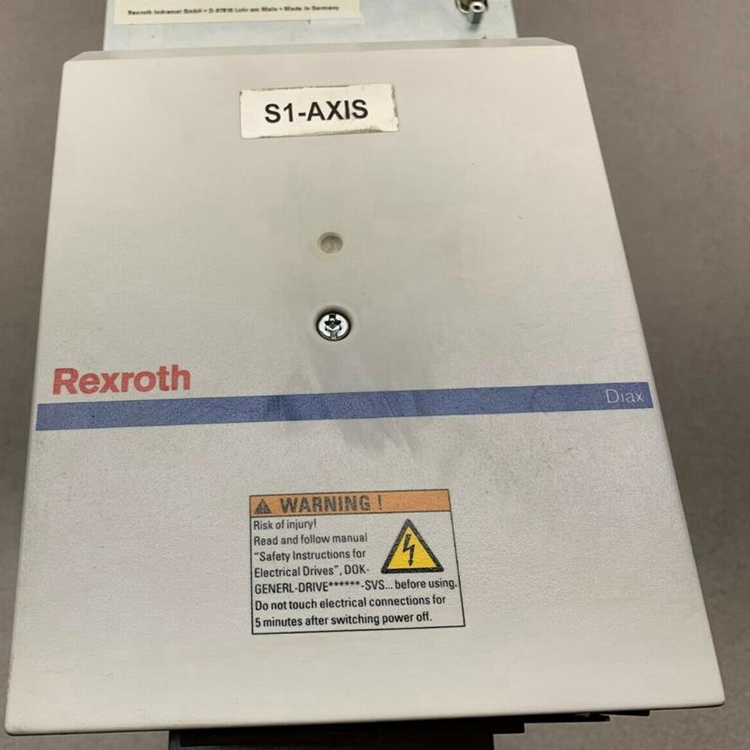 Rexroth Indramat GmbH • D-97816 Lohr am Main • Made in Germany
S1-AXIS
Rexroth
Diax
WARNING !
Risk of injury!
Read and follow manual
"Safety Instructions for
Electrical Drives", DOK-
GENERL-DRIVE******-SVS... before using.
Do not touch electrical connections for
5 minutes after switching power off.